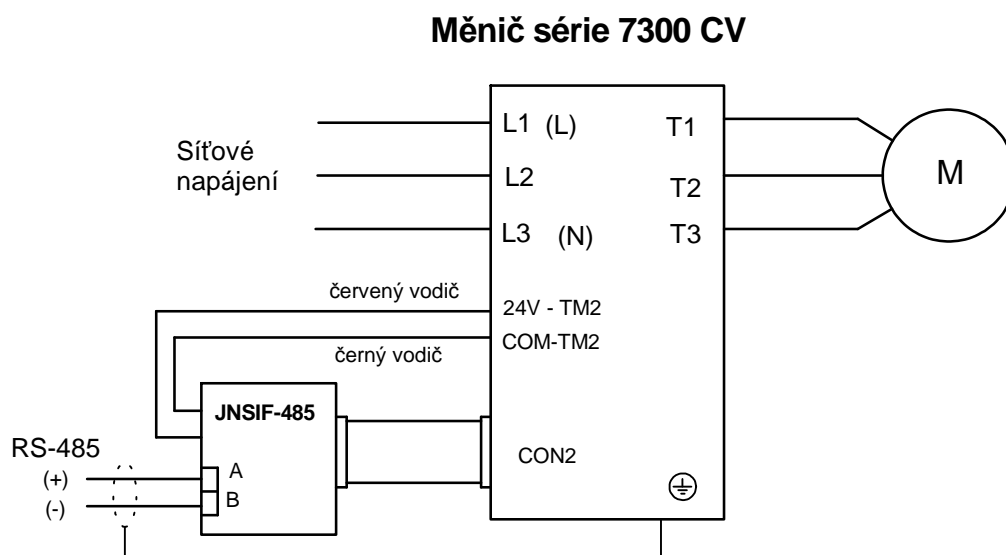 Měnič série 7300 CV
Síťové
napájení
L1 (L)
L2
L3 (N)
T1
T2
T3
M
červený vodič
24V - TM2
COM-TM2
černý vodič
JNSIF-485
RS-485
(+)
(-)
A
B
CON2